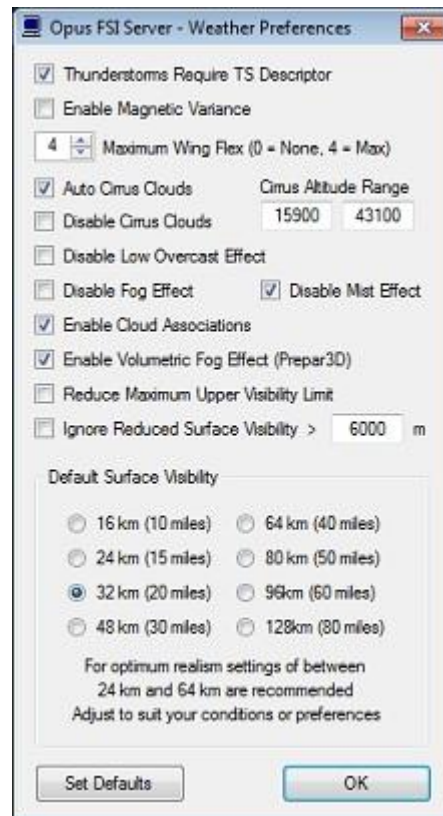 Opus FSI Server - Weather Preferences
Thunderstorms Require TS Descriptor
Enable Magnetic Variance
4 Maximum Wing Flex (0 = None, 4 = Max)
Auto Cirrus Clouds Cirrus Altitude Range
Disable Cirrus Clouds 15900 43100
Disable Low Overcast Effect
Disable Fog Effect Disable Mist Effect
Enable Cloud Associations
Enable Volumetric Fog Effect (Prepar3D)
Reduce Maximum Upper Visibility Limit
Ignore Reduced Surface Visibility > 6000 m
Default Surface Visibility
16 km (10 miles) 64 km (40 miles)
24 km (15 miles) 80 km (50 miles)
32 km (20 miles) 96km (60 miles)
48 km (30 miles) 128km (80 miles)
For optimum realism settings of between
24 km and 64 km are recommended
Adjust to suit your conditions or preferences
Set Defaults OK